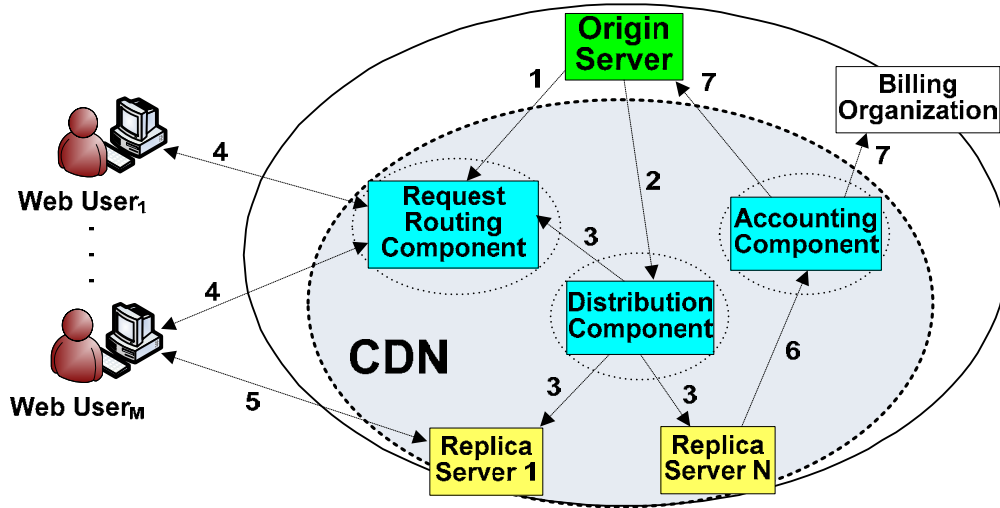 Origin
Server
1
7
Billing
Organization
4
2
7
Web User1
Request
Routing
Component
3
Accounting
Component
4
Distribution
Component
CDN
6
Web UserM
5
3
3
Replica
Server 1
Replica
Server N